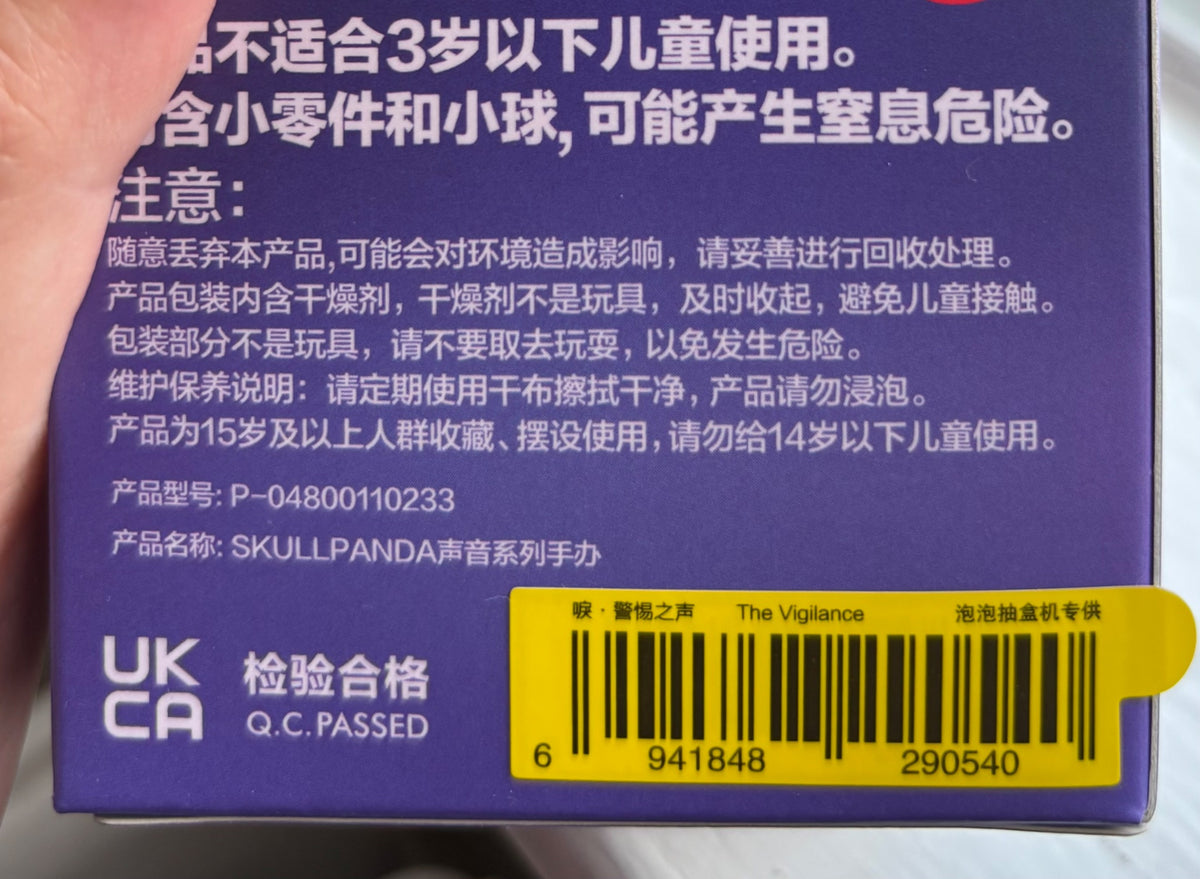 品不适合3岁以下儿童使用。
含小零件和小球,可能产生窒息危险。
注意：
随意丢弃本产品,可能会对环境造成影响，请妥善进行回收处理。
产品包装内含干燥剂，干燥剂不是玩具，及时收起，避免儿童接触。
包装部分不是玩具，请不要取去玩耍，以免发生危险。
维护保养说明：请定期使用干布擦拭干净，产品请勿浸泡。
产品为15岁及以上人群收藏、摆设使用，请勿给14岁以下儿童使用。
产品型号: P-04800110233
产品名称: SKULLPANDA声音系列手办
UK
CA
检验合格
Q.C.PASSED
唳·警惕之声 The Vigilance 泡泡抽盒机专供
6 941848 290540